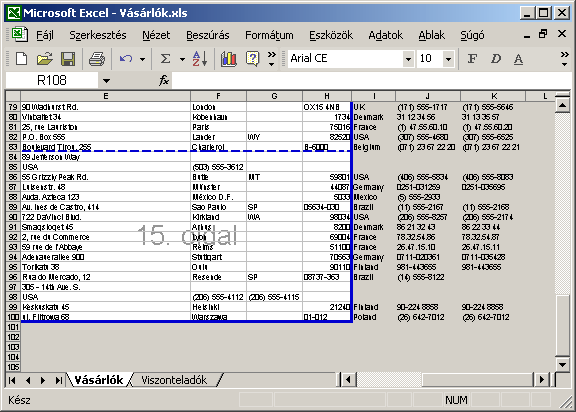 Microsoft Excel - Vásárlók.xls
Fájl Szerkesztés Nézet Beszúrás Formátum Eszközök Adatok Ablak Súgó
Arial CE 10 F D A
R108 fx
E F G H I J K L
79 90 Wadhurst Rd. London OX15 4NB UK (171) 555-1717 (171) 555-5646
80 Vinbæltet 34 København 1734 Denmark 31 12 34 56 31 13 35 57
81 25, rue Lauriston Paris 75016 France (1) 47.55.60.10 (1) 47.55.60.20
82 P.O. Box 555 Lander WY 82520 USA (307) 555-4680 (307) 555-6525
83 Boulevard Tirou, 255 Charleroi B-6000 Belgium (071) 23 67 22 20 (071) 23 67 22 21
84 89 Jefferson Way
85 USA (503) 555-3612
86 55 Grizzly Peak Rd. Butte MT 59801 USA (406) 555-5834 (406) 555-8083
87 Luisenstr. 48 Münster 44087 Germany 0251-031259 0251-035695
88 Avda. Azteca 123 México D.F. 5033 Mexico (5) 555-2933
89 Av. Inês de Castro, 414 São Paulo SP 05634-030 Brazil (11) 555-2167 (11) 555-2168
90 722 DaVinci Blvd. Kirkland WA 98034 USA (206) 555-8257 (206) 555-2174
91 Smagsløget 45 Århus 8200 Denmark 86 21 32 43 86 22 33 44
92 2, rue du Commerce Lyon 69004 France 78.32.54.86 78.32.54.87
93 59 rue de l'Abbaye Reims 51100 France 26.47.15.10 26.47.15.11
94 Adenauerallee 900 Stuttgart 70563 Germany 0711-020361 0711-035428
95 Torikatu 38 Oulu 90110 Finland 981-443655 981-443655
96 Rua do Mercado, 12 Resende SP 08737-363 Brazil (14) 555-8122
97 305 - 14th Ave. S.
98 USA (206) 555-4112 (206) 555-4115
99 Keskuskatu 45 Helsinki 21240 Finland 90-224 8858 90-224 8858
100 ul. Filtrowa 68 Warszawa 01-012 Poland (26) 642-7012 (26) 642-7012
101
102
103
104
105
15. oldal
Vásárlók Viszonteladók
Kész NUM